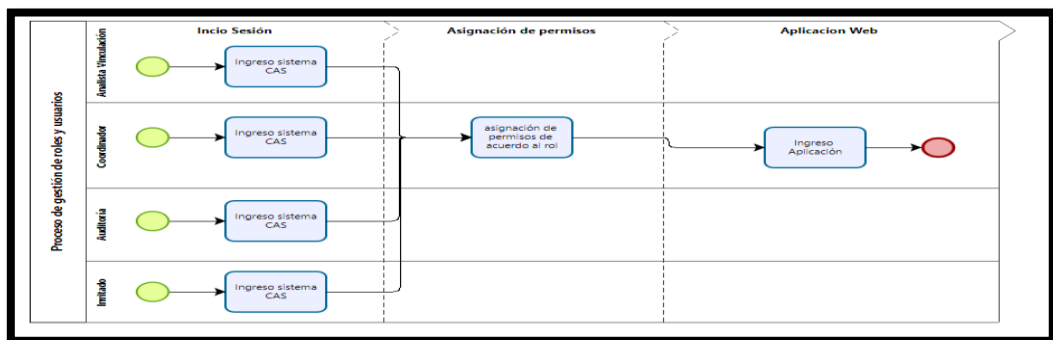 Proceso de gestión de roles y usuarios
Incio Sesión
Asignación de permisos
Aplicacion Web
Analista Vinculación
Ingreso sistema
CAS
Coordinador
Ingreso sistema
CAS
asignación de
permisos de
acuerdo al rol
Ingreso
Aplicación
Auditoría
Ingreso sistema
CAS
Invitado
Ingreso sistema
CAS